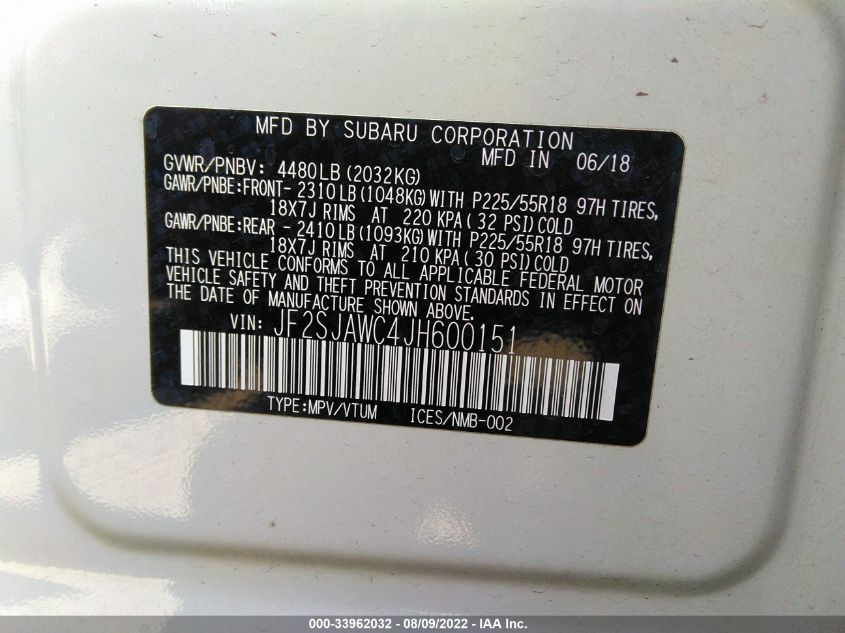 MFD BY SUBARU CORPORATION
MFD IN 06/18
GVWR/PNBV: 4480LB(2032KG)
GAWR/PNBE:FRONT- 2310LB(1048KG)WITH P225/55R18 97H TIRES,
18X7J RIMS AT 220 KPA( 32 PSI)COLD
GAWR/PNBE:REAR - 2410LB(1093KG)WITH P225/55R18 97H TIRES,
18X7J RIMS AT 210 KPA( 30 PSI)COLD
THIS VEHICLE CONFORMS TO ALL APPLICABLE FEDERAL MOTOR
VEHICLE SAFETY AND THEFT PREVENTION STANDARDS IN EFFECT ON
THE DATE OF MANUFACTURE SHOWN ABOVE.
VIN: JF2SJAWC4JH600151
TYPE:MPV/VTUM ICES/NMB-002
000-33962032 - 08/09/2022 - IAA Inc.